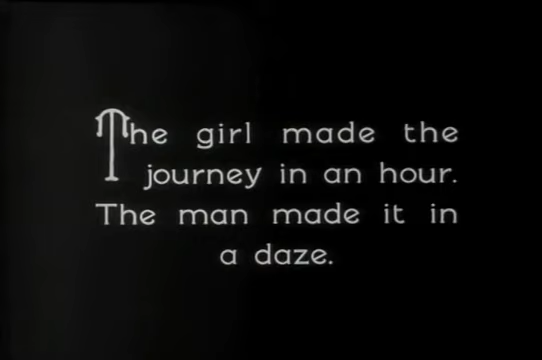 The girl made the
journey in an hour.
The man made it in
a daze.